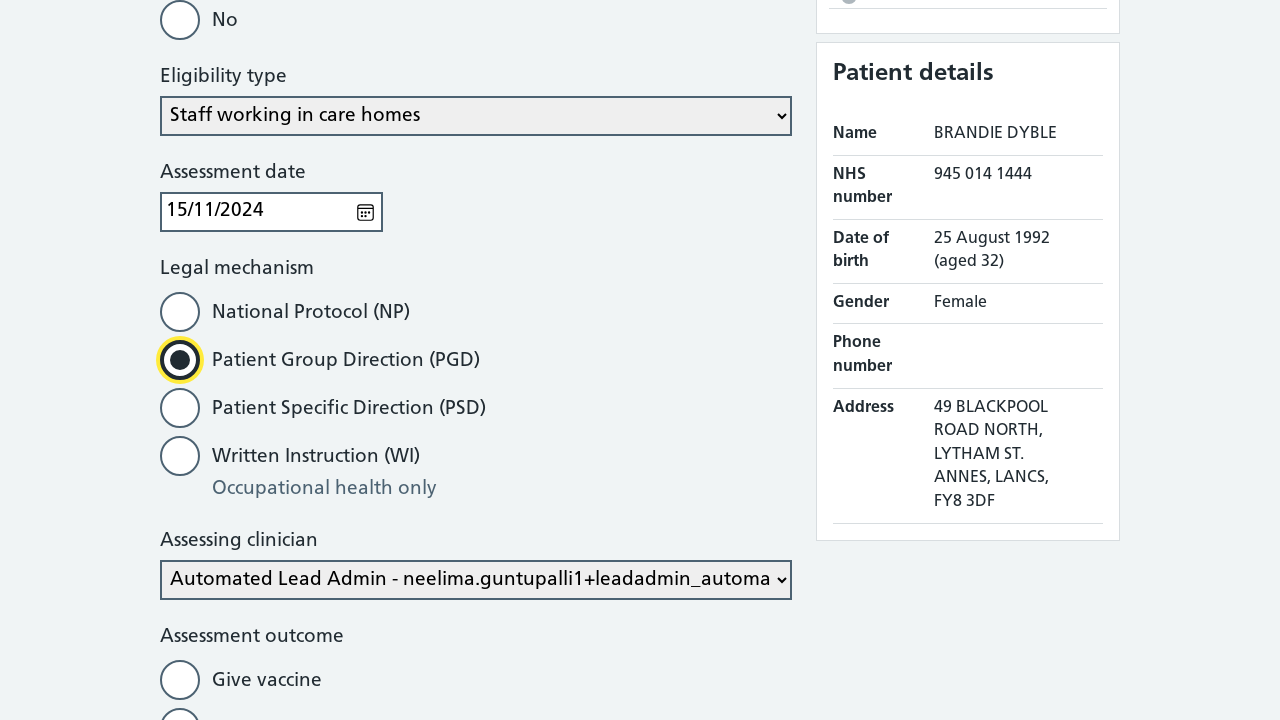 No
Eligibility type
Staff working in care homes
Assessment date
15/11/2024
Legal mechanism
National Protocol (NP)
Patient Group Direction (PGD)
Patient Specific Direction (PSD)
Written Instruction (WI)
Occupational health only
Assessing clinician
Automated Lead Admin - neelima.guntupalli1+leadadmin_automa
Assessment outcome
Give vaccine
Patient details
Name BRANDIE DYBLE
NHS number 945 014 1444
Date of birth 25 August 1992 (aged 32)
Gender Female
Phone number
Address 49 BLACKPOOL
ROAD NORTH,
LYTHAM ST.
ANNES, LANCS,
FY8 3DF